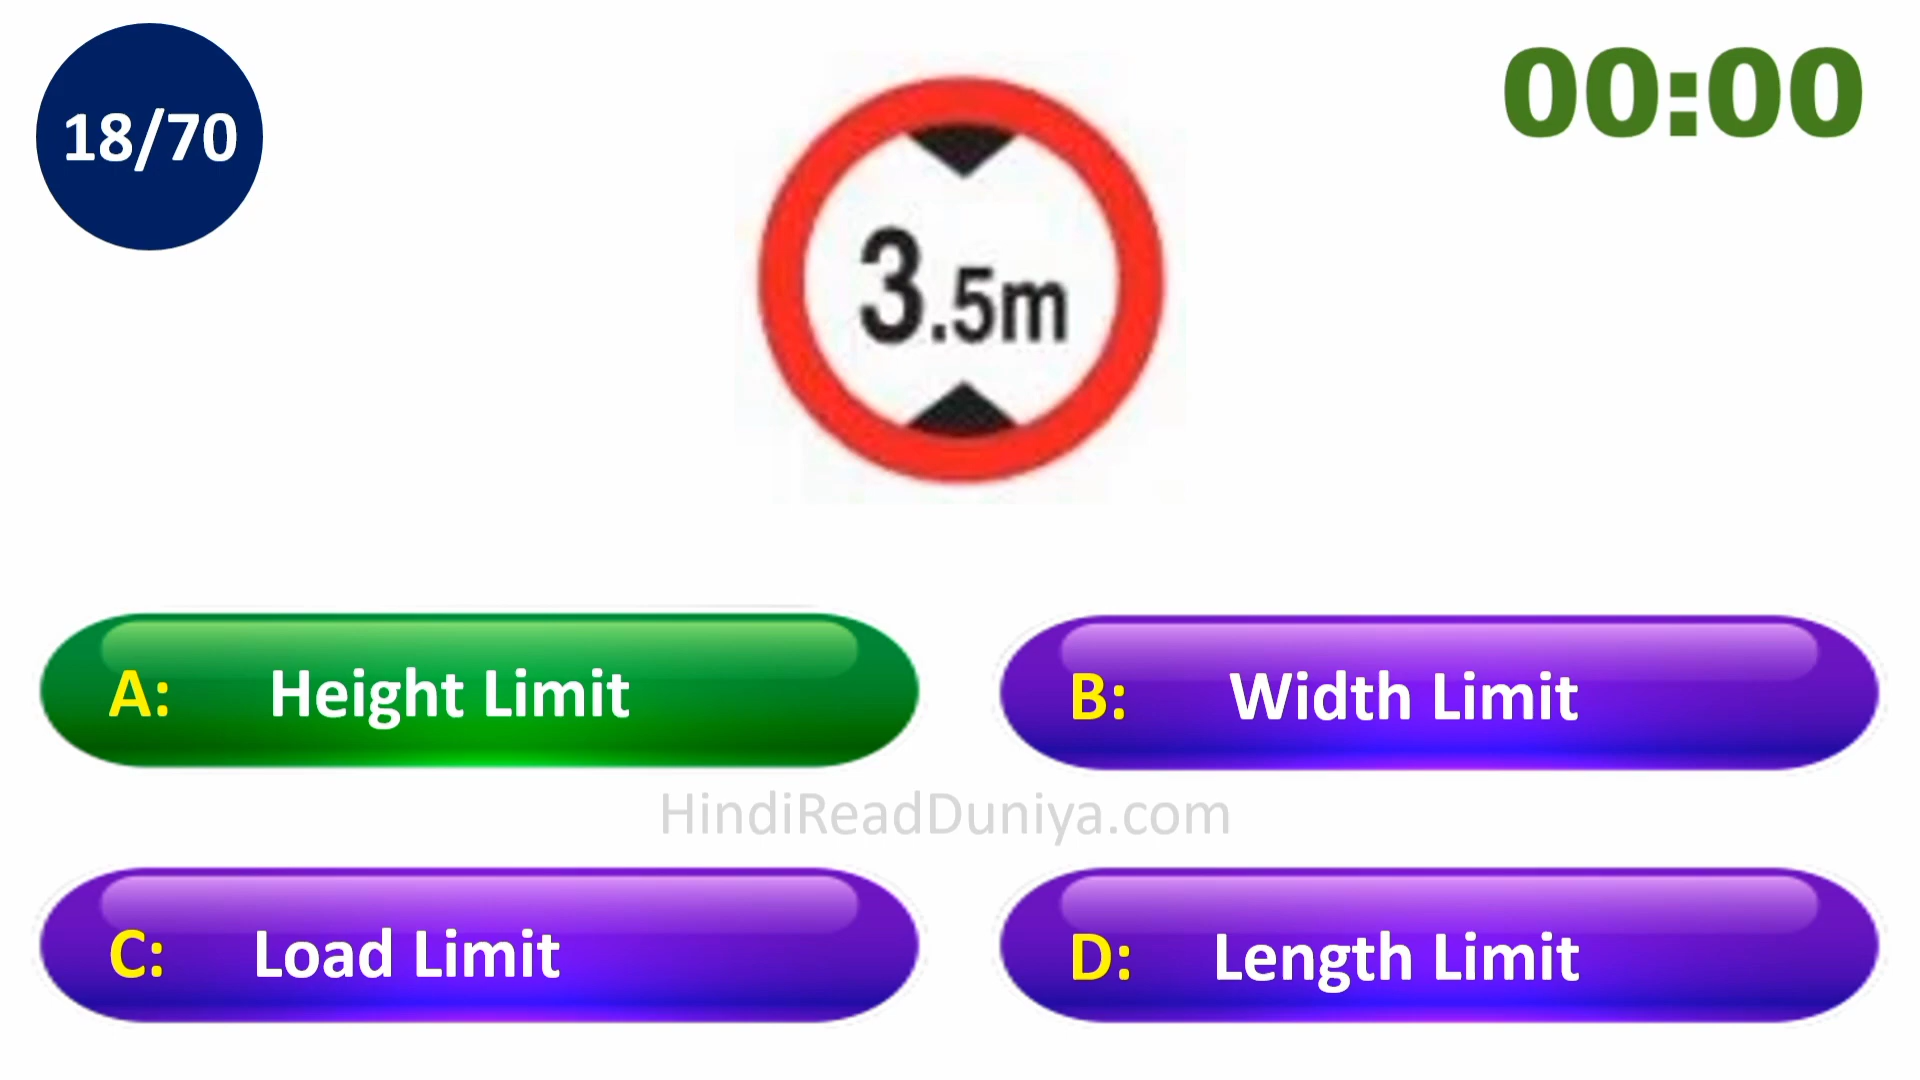 18/70
00:00
3.5m
A: Height Limit
B: Width Limit
HindiReadDuniya.com
C: Load Limit
D: Length Limit